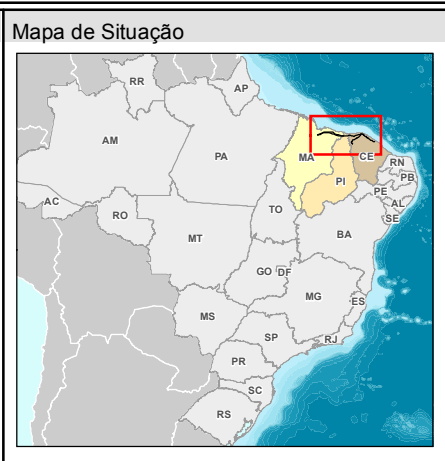 Mapa de Situação
RR
AP
AM
PA
MA
CE
RN
PB
PI
PE
AL
SE
AC
RO
TO
BA
MT
GO
DF
MG
ES
MS
SP
RJ
PR
SC
RS